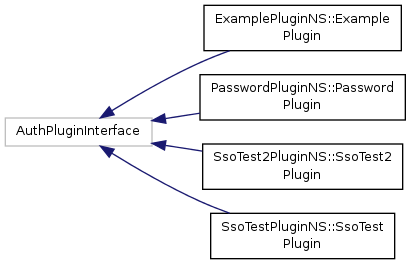 ExamplePluginNS::Example
Plugin
PasswordPluginNS::Password
Plugin
AuthPluginInterface
SsoTest2PluginNS::SsoTest2
Plugin
SsoTestPluginNS::SsoTest
Plugin